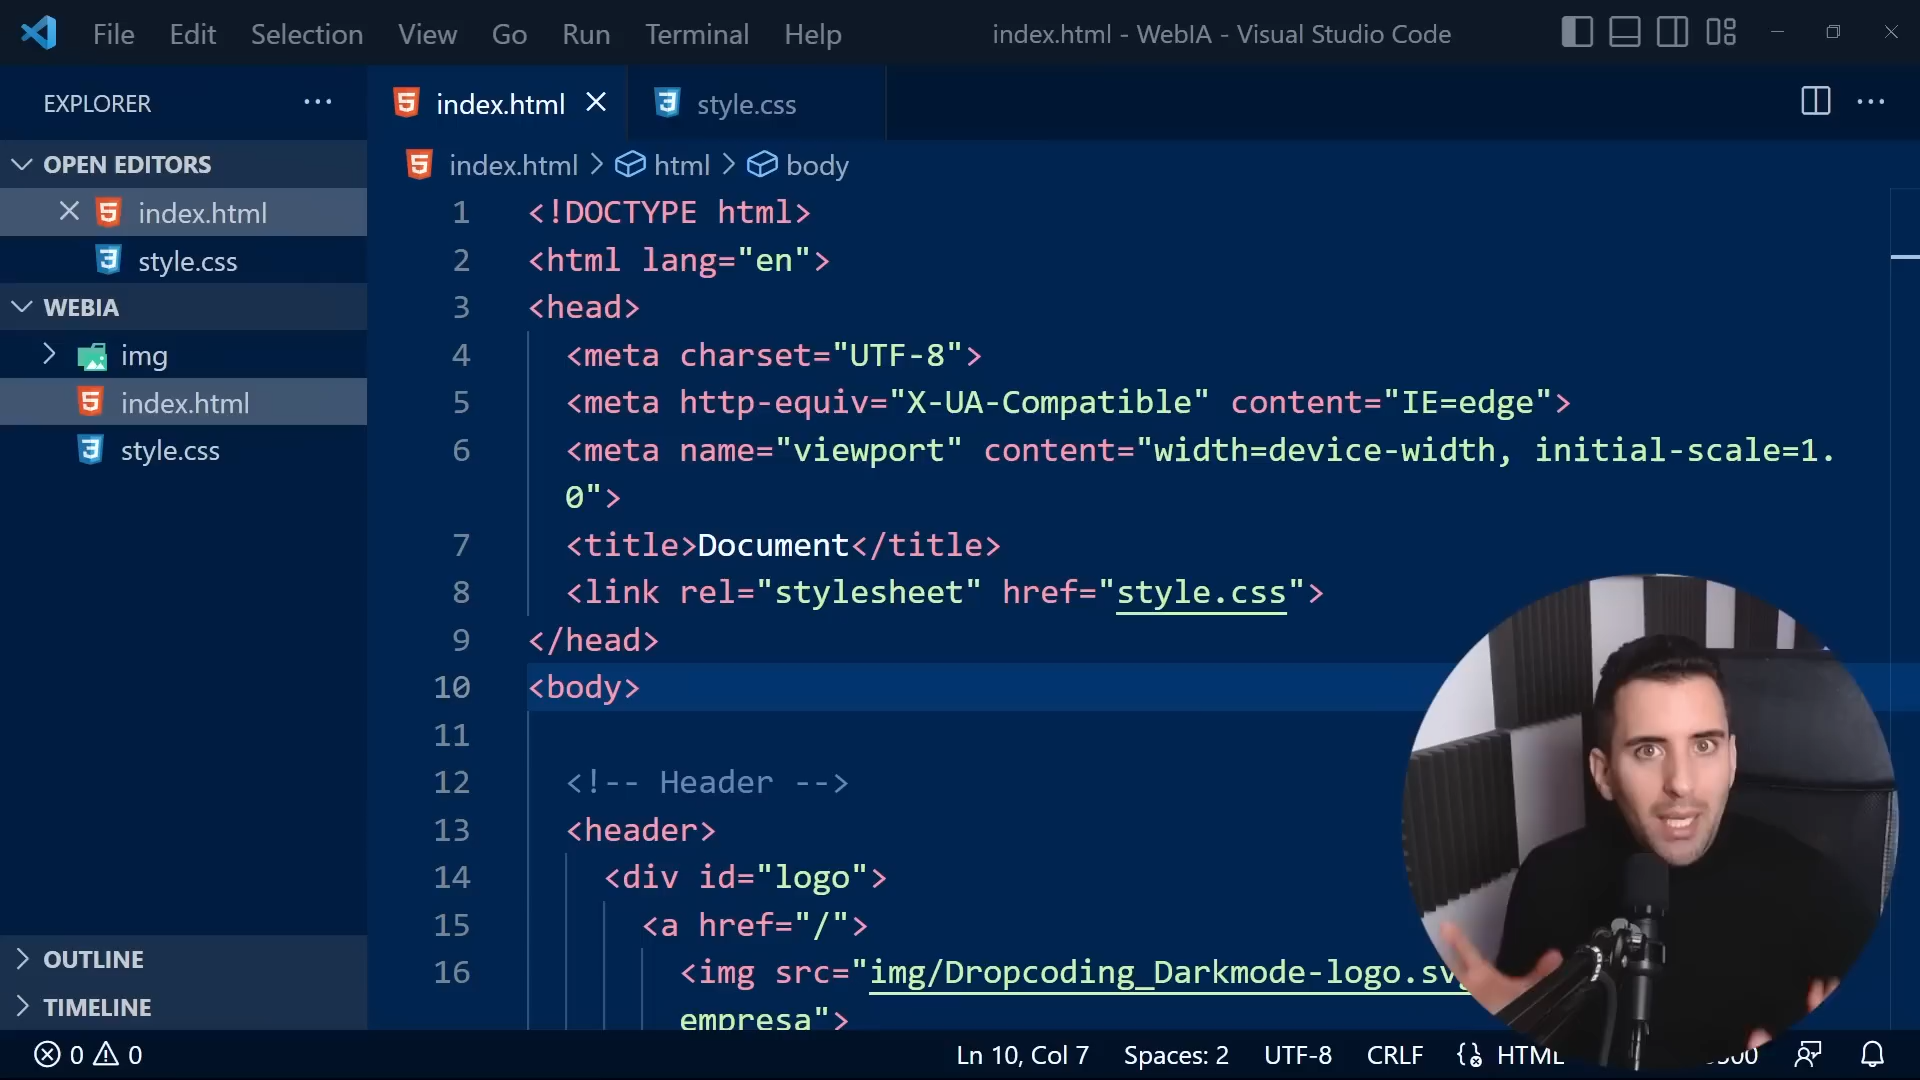 File Edit Selection View Go Run Terminal Help index.html - WebIA - Visual Studio Code
EXPLORER
index.html
style.css
OPEN EDITORS
index.html
style.css
WEBIA
img
index.html
style.css
OUTLINE
TIMELINE
index.html > html > body
1 <!DOCTYPE html>
2 <html lang="en">
3 <head>
4 <meta charset="UTF-8">
5 <meta http-equiv="X-UA-Compatible" content="IE=edge">
6 <meta name="viewport" content="width=device-width, initial-scale=1.
0">
7 <title>Document</title>
8 <link rel="stylesheet" href="style.css">
9 </head>
10 <body>
11
12 <!-- Header -->
13 <header>
14 <div id="logo">
15 <a href="/">
16 <img src="img/Dropcoding_Darkmode-logo.sv
empresa">
0 0 Ln 10, Col 7 Spaces: 2 UTF-8 CRLF HTML